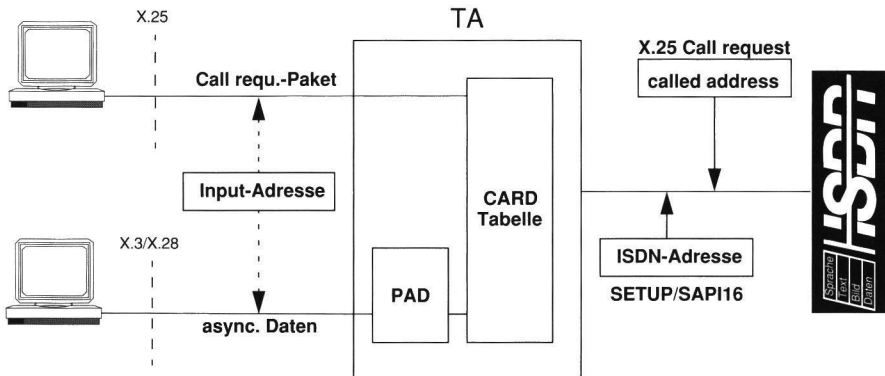 TA
X.25
X.25 Call request
called address
Call requ.-Paket
Input-Adresse
CARD
Tabelle
ISDN-Adresse
SETUP/SAPI16
X.3/X.28
PAD
async. Daten
ISDN
Sprache
Text
Bild
Daten